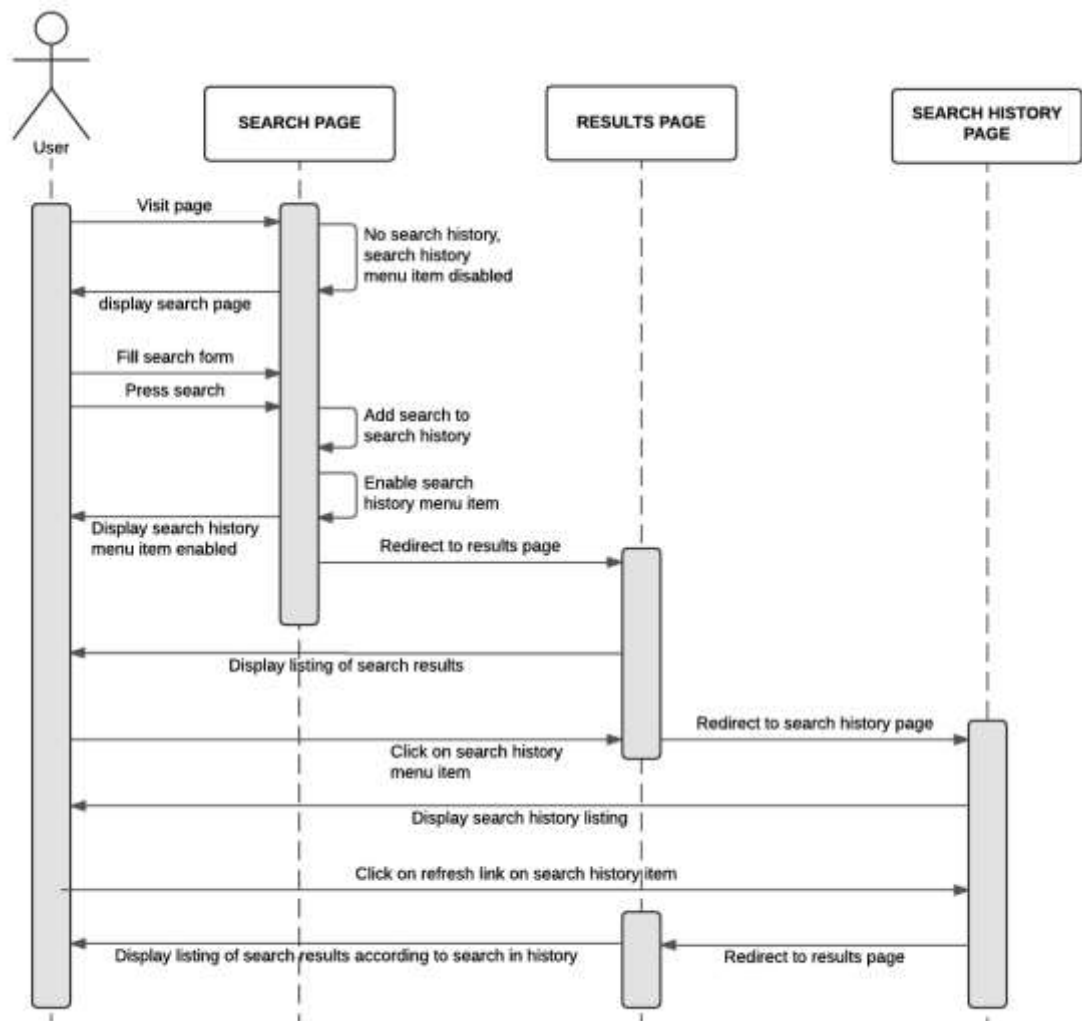 User
SEARCH PAGE
RESULTS PAGE
SEARCH HISTORY
PAGE
Visit page
No search history,
search history
menu item disabled
display search page
Fill search form
Press search
Add search to
search history
Enable search
history menu item
Display search history
menu item enabled
Redirect to results page
Display listing of search results
Redirect to search history page
Click on search history
menu item
Display search history listing
Click on refresh link on search history item
Display listing of search results according to search in history
Redirect to results page